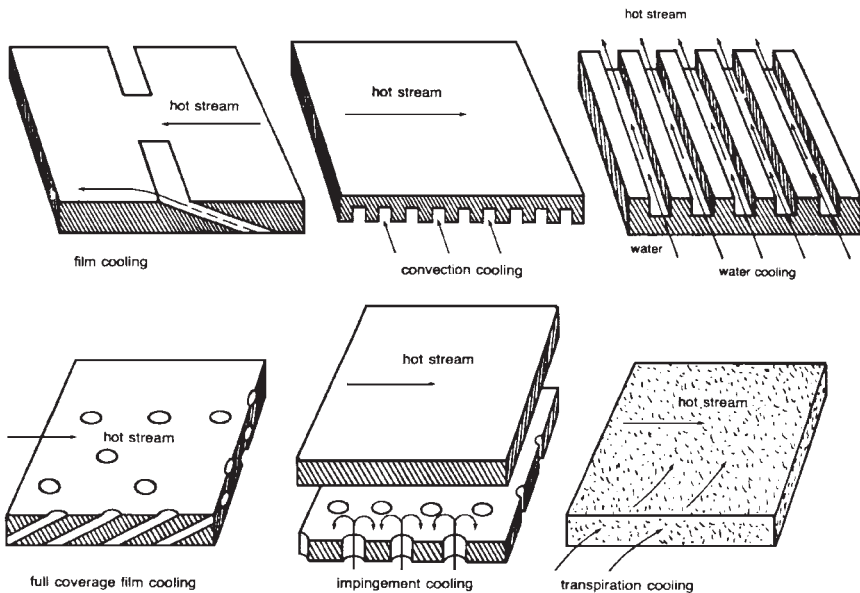 hot stream
hot stream
hot stream
film cooling
convection cooling
water
water cooling
hot stream
hot stream
hot stream
full coverage film cooling
impingement cooling
transpiration cooling